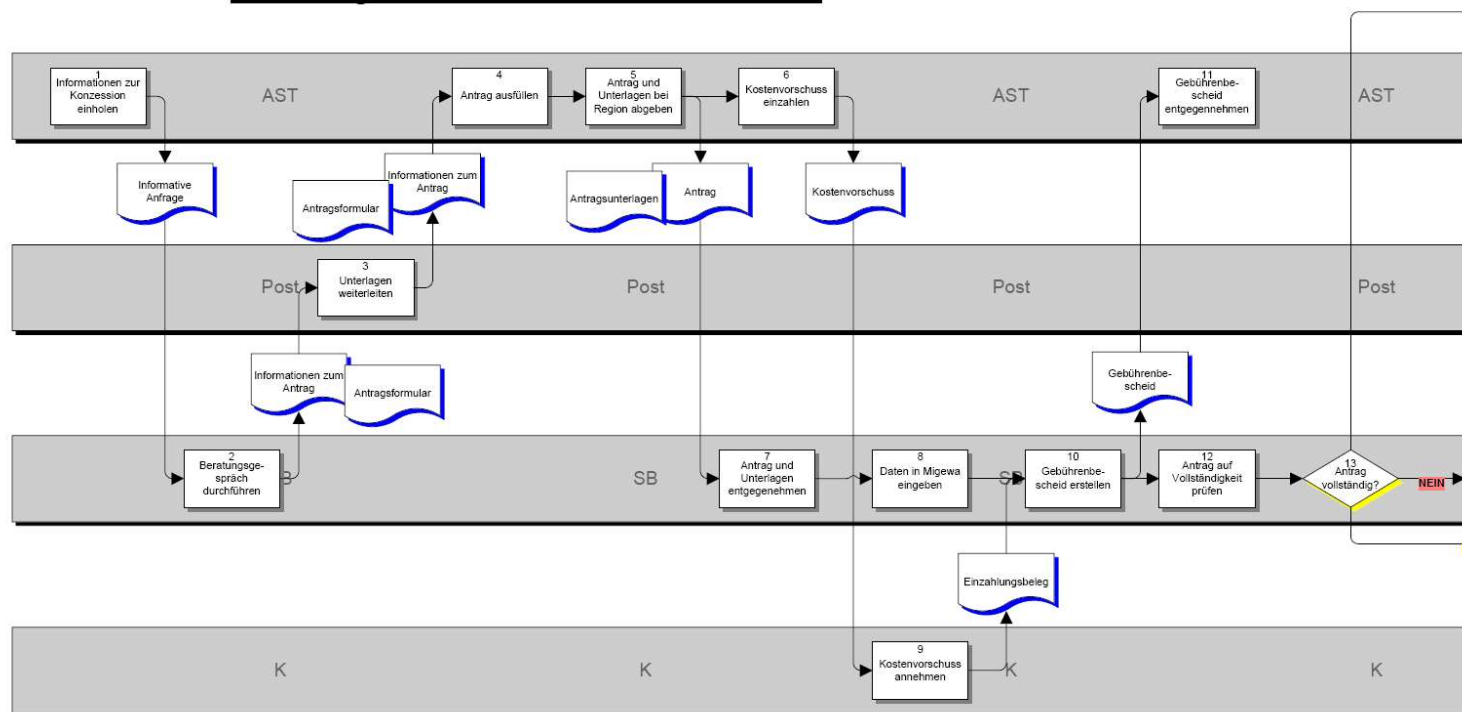 1
Informationen zur
Konzession
einholen
AST
4
Antrag ausfüllen
5
Antrag und
Unterlagen bei
Region abgeben
6
Kostenvorschuss
einzahlen
AST
11
Gebührenbe-
scheid
entgegennehmen
AST
Informative
Anfrage
Antragsformular
Informationen zum
Antrag
Antragsunterlagen
Antrag
Kostenvorschuss
Post
3
Unterlagen
weiterleiten
Post
Post
Post
Informationen zum
Antrag
Antragsformular
Gebührenbe-
scheid
2
Beratungsge-
spräch
durchführen
SB
7
Antrag und
Unterlagen
entgegenehmen
8
Daten in Migewa
eingeben
SB
10
Gebührenbe-
scheid erstellen
12
Antrag auf
Vollständigkeit
prüfen
13
Antrag
vollständig?
NEIN
Einzahlungsbeleg
K
K
9
Kostenvorschuss
annehmen
K
K